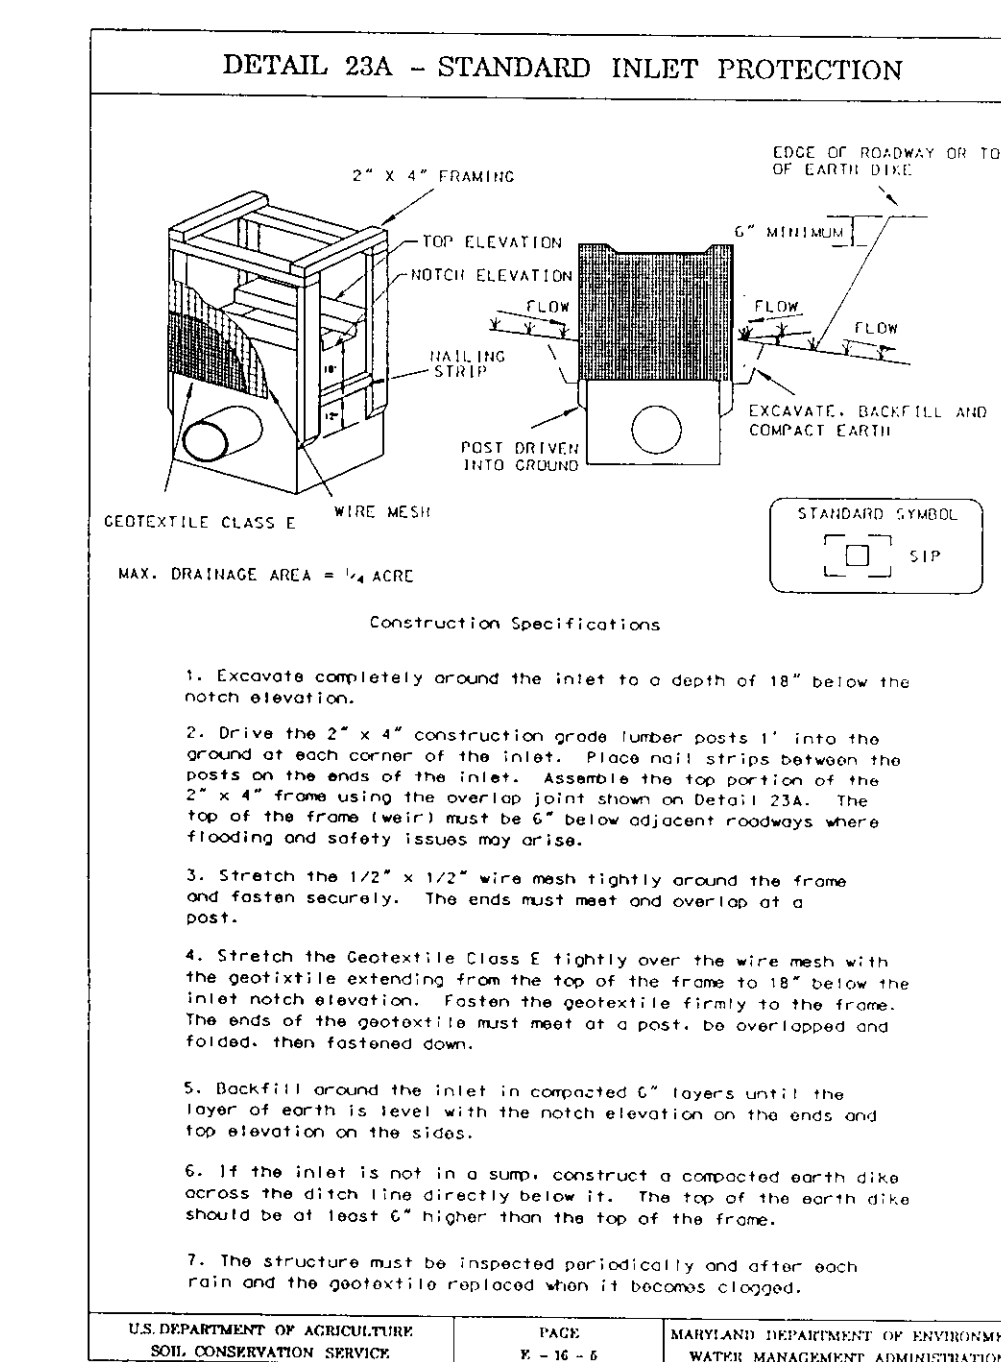 DETAIL 23A - STANDARD INLET PROTECTION
EDGE OF ROADWAY OR TO
OF EARTH DIKE
2" X 4" FRAMING
6" MINIMUM
TOP ELEVATION
NOTCH ELEVATION
FLOW
FLOW
FLOW
NAILING
STRIP
18"
12"
EXCAVATE, BACKFILL AND
COMPACT EARTH
POST DRIVEN
INTO GROUND
WIRE MESH
GEOTEXTILE CLASS E
STANDARD SYMBOL
SIP
MAX. DRAINAGE AREA = 1/4 ACRE
Construction Specifications
1. Excavate completely around the inlet to a depth of 18" below the
notch elevation.
2. Drive the 2" x 4" construction grade lumber posts 1' into the
ground at each corner of the inlet. Place nail strips between the
posts on the ends of the inlet. Assemble the top portion of the
2" x 4" frame using the overlap joint shown on Detail 23A. The
top of the frame (weir) must be 6" below adjacent roadways where
flooding and safety issues may arise.
3. Stretch the 1/2" x 1/2" wire mesh tightly around the frame
and fasten securely. The ends must meet and overlap at a
post.
4. Stretch the Geotextile Class E tightly over the wire mesh with
the geotixtile extending from the top of the frame to 18" below the
inlet notch elevation. Fasten the geotextile firmly to the frame.
The ends of the geotextile must meet at a post, be overlapped and
folded, then fastened down.
5. Backfill around the inlet in compacted 6" layers until the
layer of earth is level with the notch elevation on the ends and
top elevation on the sides.
6. If the inlet is not in a sump, construct a compacted earth dike
across the ditch line directly below it. The top of the earth dike
should be at least 6" higher than the top of the frame.
7. The structure must be inspected periodically and after each
rain and the geotextile replaced when it becomes clogged.
U.S. DEPARTMENT OF AGRICULTURE
SOIL CONSERVATION SERVICE
PAGE
E - 16 - 5
MARYLAND DEPARTMENT OF ENVIRONME
WATER MANAGEMENT ADMINISTRATION